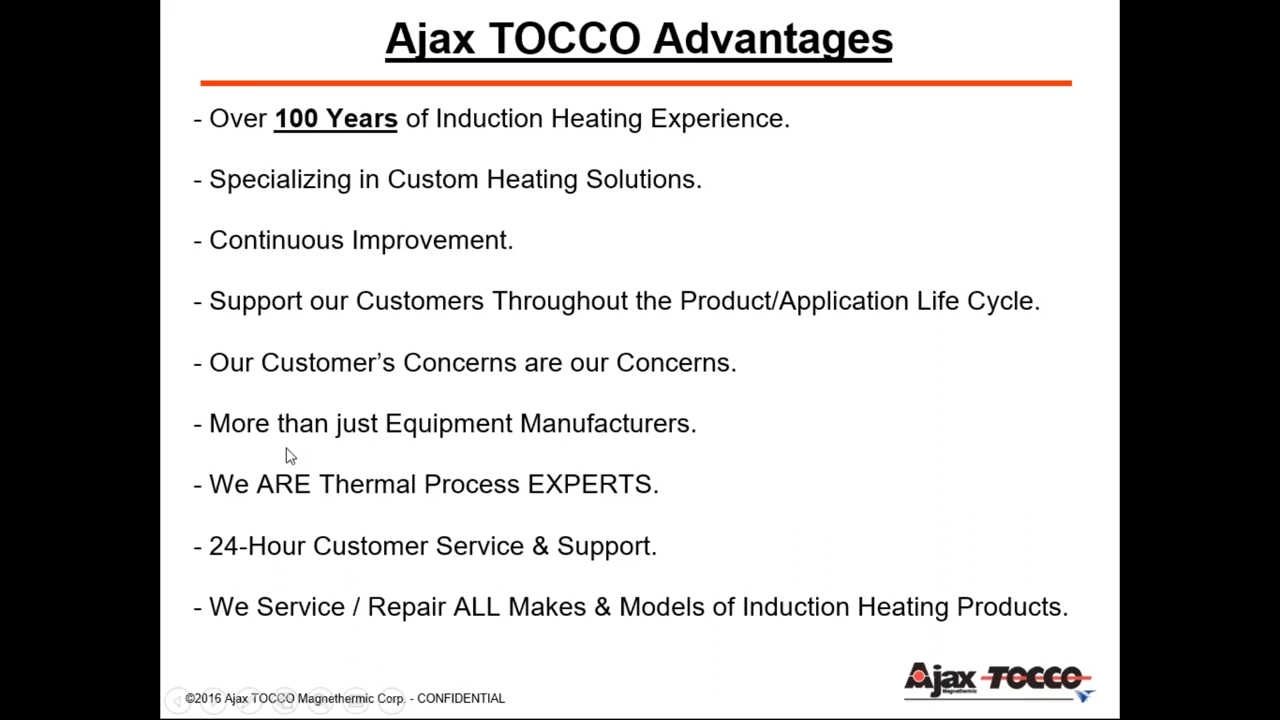 Ajax TOCCO Advantages
- Over 100 Years of Induction Heating Experience.
- Specializing in Custom Heating Solutions.
- Continuous Improvement.
- Support our Customers Throughout the Product/Application Life Cycle.
- Our Customer’s Concerns are our Concerns.
- More than just Equipment Manufacturers.
- We ARE Thermal Process EXPERTS.
- 24-Hour Customer Service & Support.
- We Service / Repair ALL Makes & Models of Induction Heating Products.
©2016 Ajax TOCCO Magnethermic Corp. - CONFIDENTIAL
Ajax TOCCO
Magnethermic